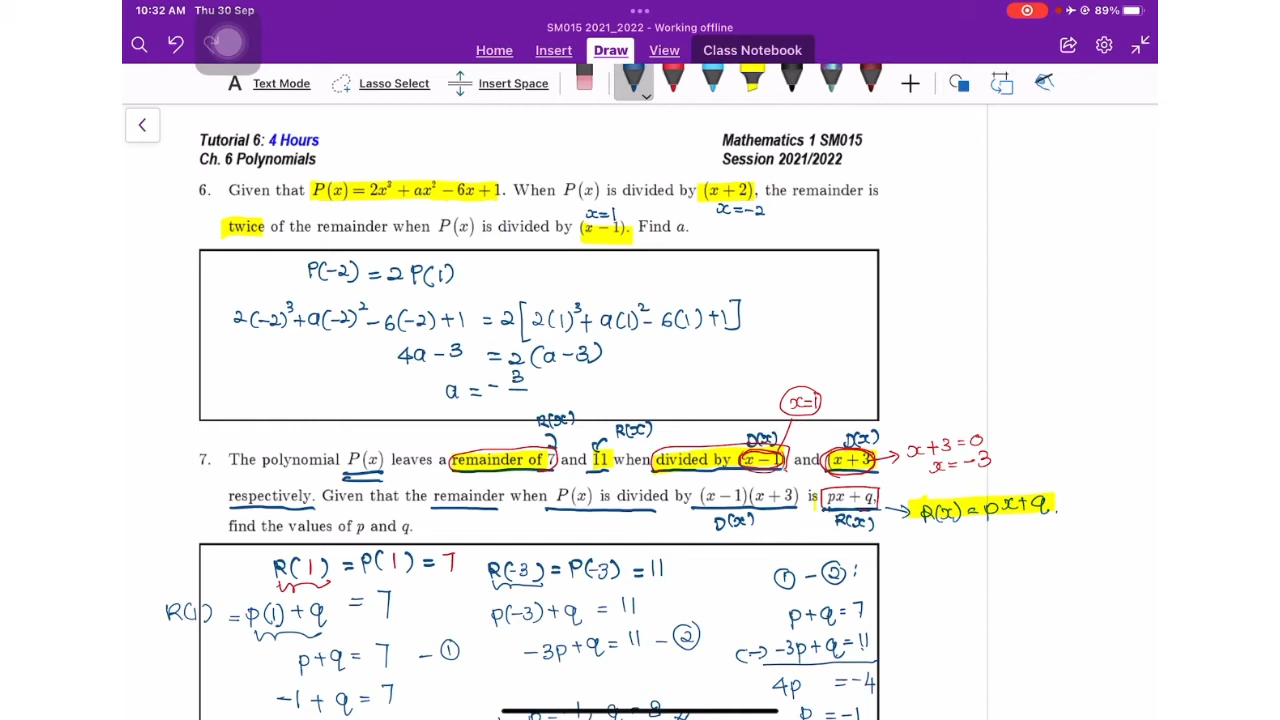 10:32 AM Thu 30 Sep
89%
SM015 2021_2022 - Working offline
Home Insert Draw View Class Notebook
Text Mode Lasso Select Insert Space
Tutorial 6: 4 Hours Mathematics 1 SM015
Ch. 6 Polynomials Session 2021/2022
6. Given that P(x) = 2x³ + ax² − 6x + 1. When P(x) is divided by (x + 2), the remainder is
x=1 x=-2
twice of the remainder when P(x) is divided by (x − 1). Find a.
P(-2) = 2P(1)
2(-2)³+a(-2)²-6(-2)+1 = 2[2(1)³+a(1)²-6(1)+1]
4a-3 = 2(a-3)
a = - 3
x=1
R(x) R(x) D(x) D(x)
7. The polynomial P(x) leaves a remainder of 7 and 11 when divided by (x − 1) and (x + 3)
x+3=0
x=-3
respectively. Given that the remainder when P(x) is divided by (x − 1)(x + 3) is px + q,
R(x)=px+q
D(x) R(x)
find the values of p and q.
R(1) = P(1) = 7 R(-3) = P(-3) = 11 ① - ② :
R(1) = p(1)+q = 7 p(-3)+q = 11 p+q=7
p+q = 7 - ① -3p+q = 11 - ② (-) -3p+q=11
-1+q = 7 4p = -4
p = -1